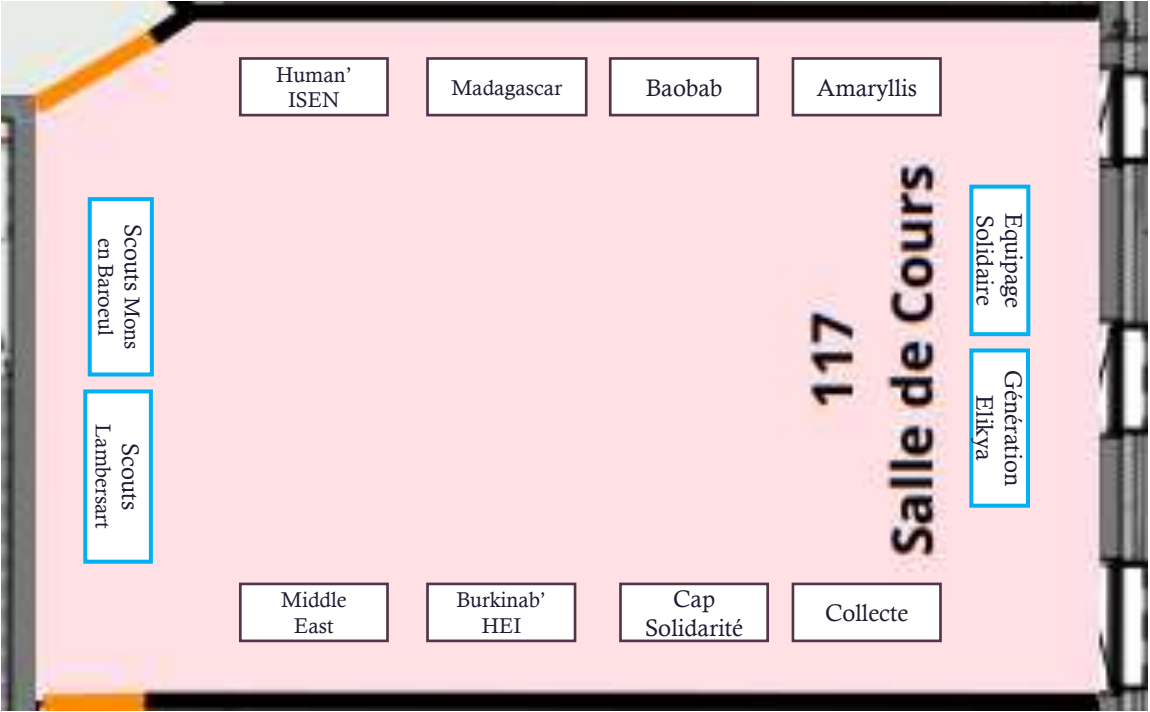 Human'
ISEN
Madagascar
Baobab
Amaryllis
Scouts Mons
en Baroeul
Scouts
Lambersart
117
Salle de Cours
Equipage
Solidaire
Génération
Elikya
Middle
East
Burkinab'
HEI
Cap
Solidarité
Collecte